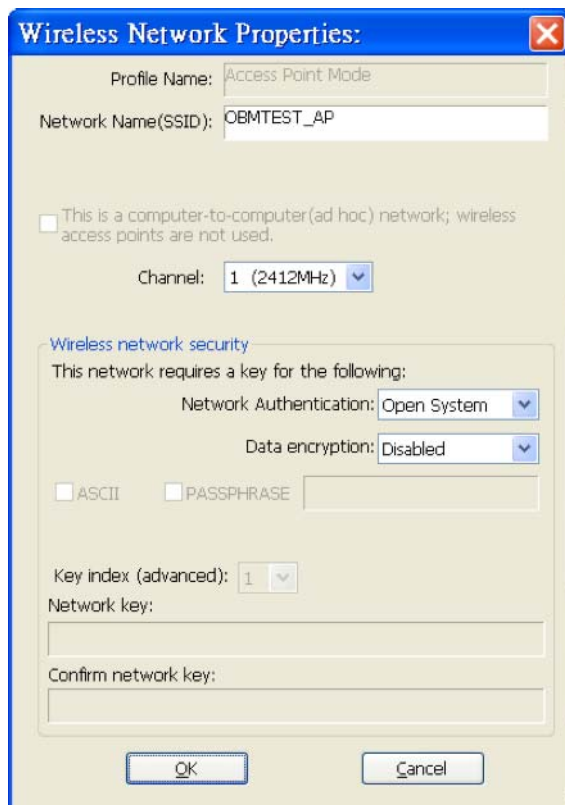 Wireless Network Properties:
Profile Name: Access Point Mode
Network Name(SSID): OBMTEST_AP
This is a computer-to-computer(ad hoc) network; wireless
access points are not used.
Channel: 1 (2412MHz)
Wireless network security
This network requires a key for the following:
Network Authentication: Open System
Data encryption: Disabled
ASCII PASSPHRASE
Key index (advanced): 1
Network key:
Confirm network key:
OK Cancel